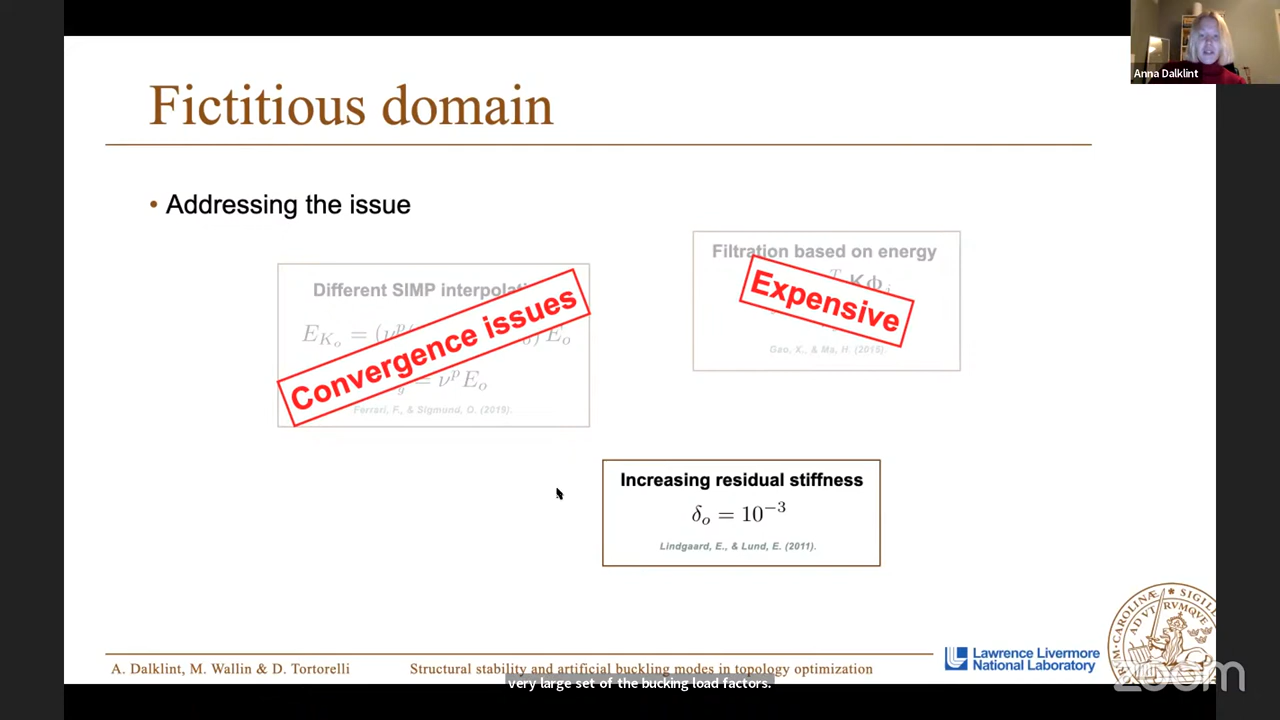 Anna Dalklint
Fictitious domain
• Addressing the issue
Different SIMP interpolati
Convergence issues
Ferrari, F., & Sigmund, O. (2019).
Filtration based on energy
Expensive
Gao, X., & Ma, H. (2015)
Increasing residual stiffness
δₒ = 10⁻³
Lindgaard, E., & Lund, E. (2011).
A. Dalklint, M. Wallin & D. Tortorelli
Structural stability and artificial buckling modes in topology optimization
Lawrence Livermore
National Laboratory
very large set of the bucking load factors.
zoom